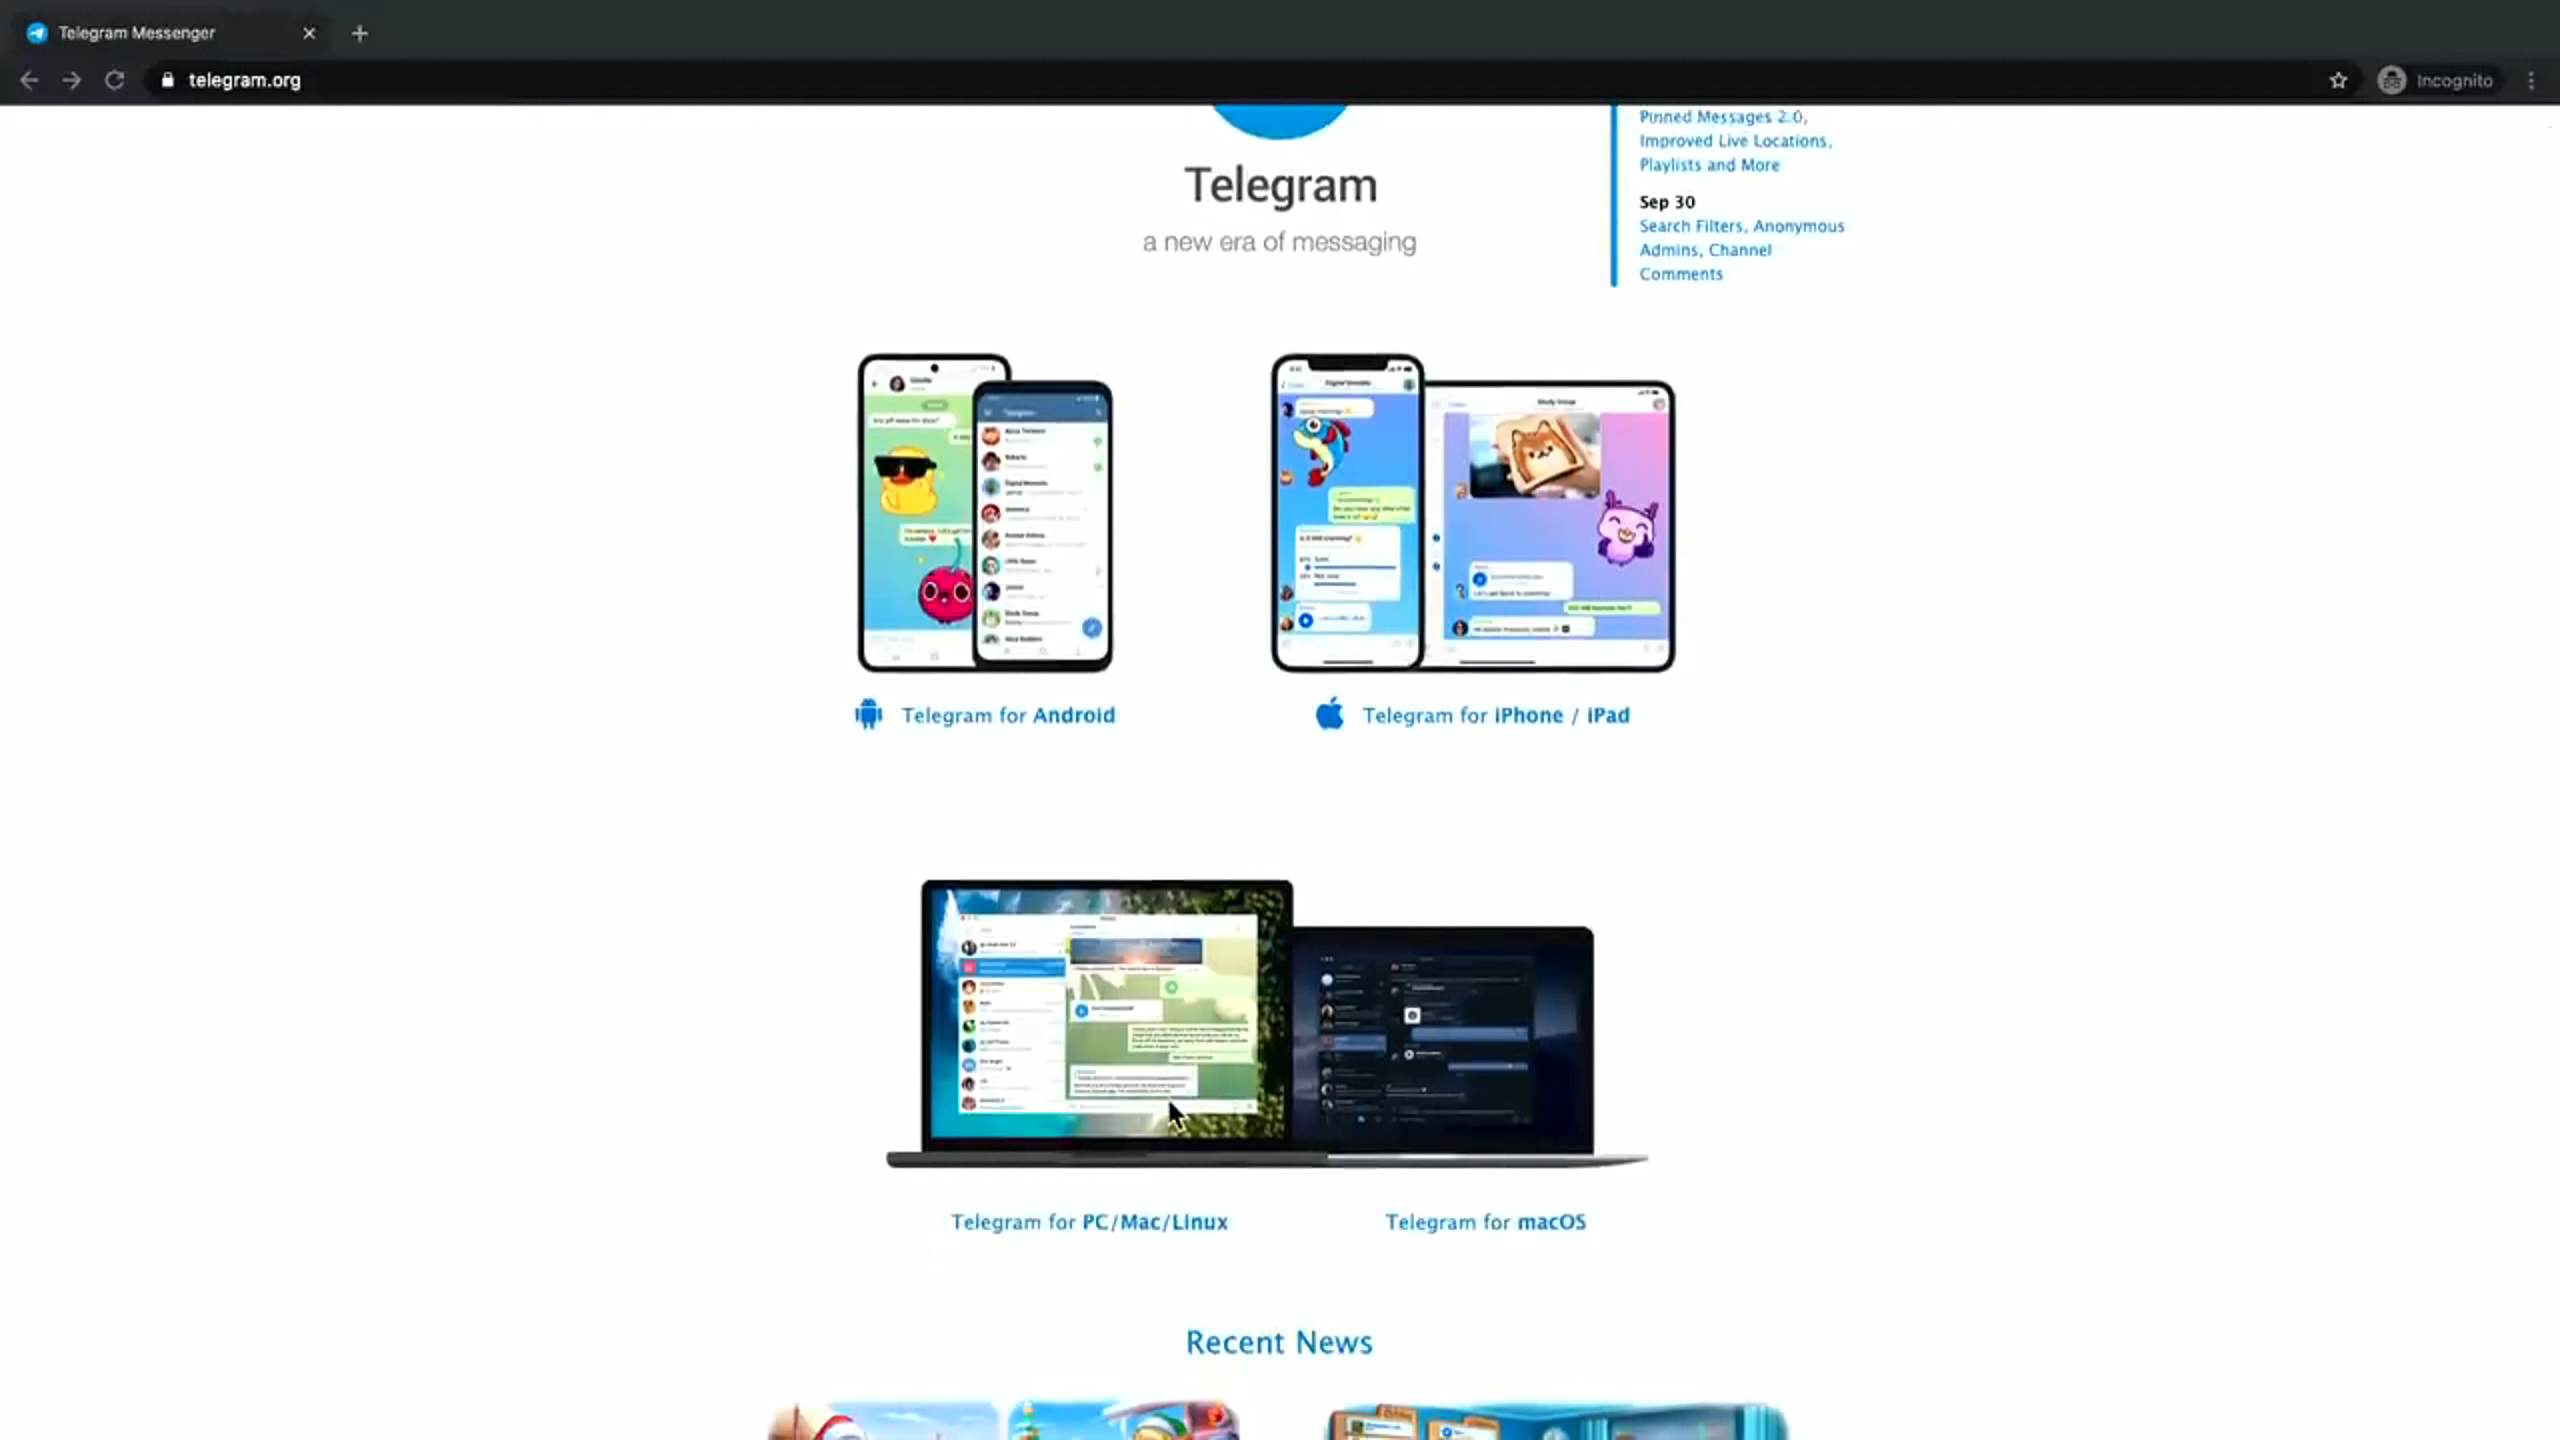 Telegram Messenger
telegram.org
Incognito
Pinned Messages 2.0,
Improved Live Locations,
Playlists and More
Sep 30
Search Filters, Anonymous
Admins, Channel
Comments
Telegram
a new era of messaging
Telegram for Android
Telegram for iPhone / iPad
Telegram for PC/Mac/Linux
Telegram for macOS
Recent News